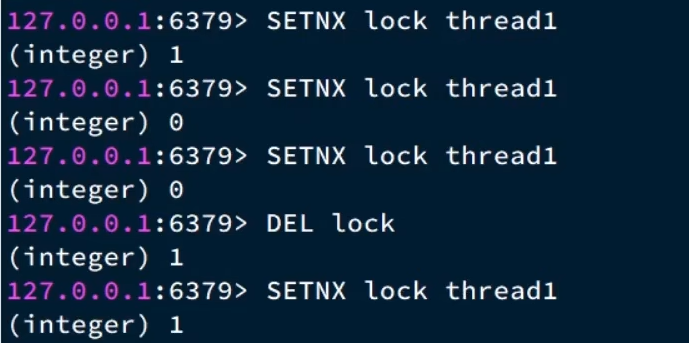 127.0.0.1:6379> SETNX lock thread1
(integer) 1
127.0.0.1:6379> SETNX lock thread1
(integer) 0
127.0.0.1:6379> SETNX lock thread1
(integer) 0
127.0.0.1:6379> DEL lock
(integer) 1
127.0.0.1:6379> SETNX lock thread1
(integer) 1